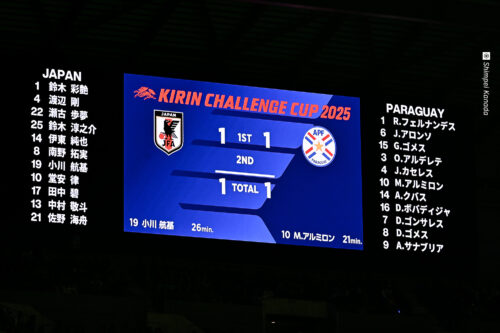 JAPAN
1 鈴木 彩艶
4 渡辺 剛
22 瀬古 歩夢
25 鈴木 淳之介
14 伊東 純也
8 南野 拓実
19 小川 航基
10 堂安 律
17 田中 碧
13 中村 敬斗
21 佐野 海舟
KIRIN CHALLENGE CUP 2025
JAPAN
JFA
APF
PARAGUAY
1 1ST 1
2ND
1 TOTAL 1
19 小川 航基 26min.
10 M.アルミロン 21min.
PARAGUAY
1 R.フェルナンデス
6 J.アロンソ
15 G.ゴメス
3 O.アルデレテ
4 J.カセレス
10 M.アルミロン
14 A.クバス
16 D.ボバディジャ
7 D.ゴンサレス
8 D.ゴメス
9 A.サナブリア
Shimpei Kanada